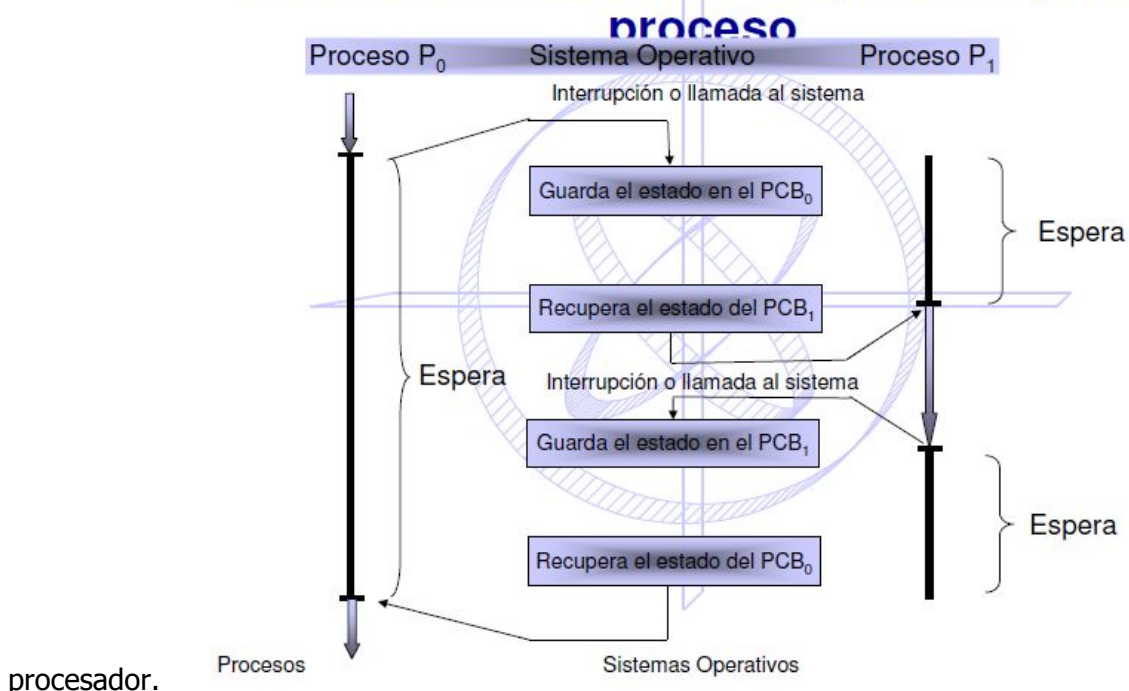 proceso
Proceso P0 Sistema Operativo Proceso P1
Interrupción o llamada al sistema
Guarda el estado en el PCB0
Espera
Recupera el estado del PCB1
Espera
Interrupción o llamada al sistema
Guarda el estado en el PCB1
Espera
Recupera el estado del PCB0
Procesos
Sistemas Operativos
procesador.